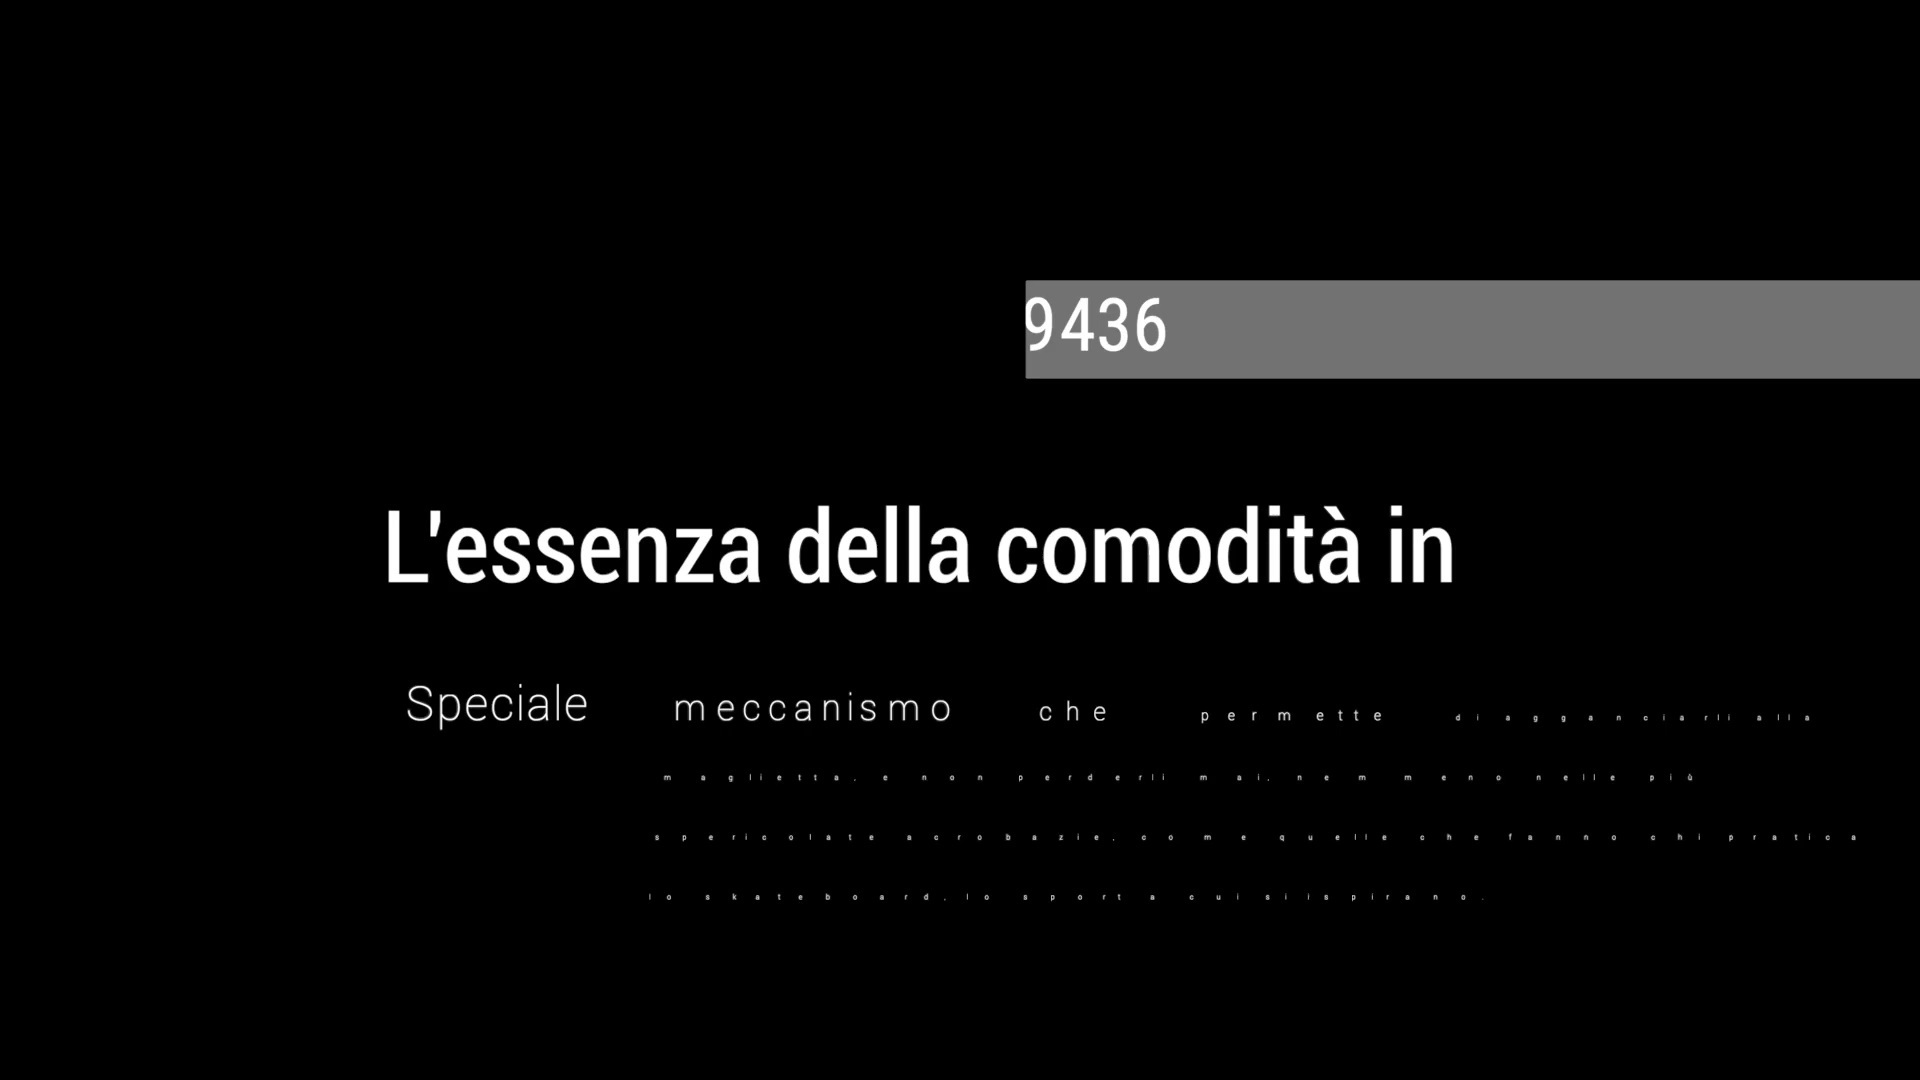 9436
L'essenza della comodità in
Speciale meccanismo che permette di agganciarli alla
maglietta, e non perderli mai, nemmeno nelle più
spericolate acrobazie, come quelle che fanno chi pratica
lo skateboard, lo sport a cui si ispirano.